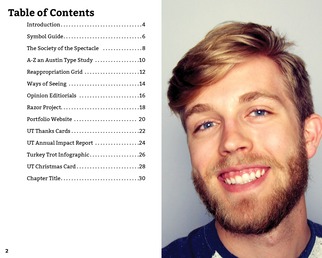 Table of Contents
Introduction..............................4
Symbol Guide............................6
The Society of the Spectacle ..............8
A-Z an Austin Type Study ................10
Reappropriation Grid ....................12
Ways of Seeing ..........................14
Opinion Editiorials ......................16
Razor Project............................18
Portfolio Website ........................ 20
UT Thanks Cards.........................22
UT Annual Impact Report ................24
Turkey Trot Infographic..................26
UT Christmas Card.......................28
Chapter Title............................30
2